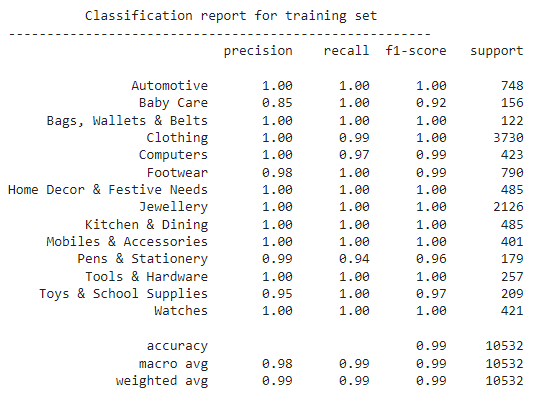 Classification report for training set
-------------------------------------------------------
precision recall f1-score support
Automotive 1.00 1.00 1.00 748
Baby Care 0.85 1.00 0.92 156
Bags, Wallets & Belts 1.00 1.00 1.00 122
Clothing 1.00 0.99 1.00 3730
Computers 1.00 0.97 0.99 423
Footwear 0.98 1.00 0.99 790
Home Decor & Festive Needs 1.00 1.00 1.00 485
Jewellery 1.00 1.00 1.00 2126
Kitchen & Dining 1.00 1.00 1.00 485
Mobiles & Accessories 1.00 1.00 1.00 401
Pens & Stationery 0.99 0.94 0.96 179
Tools & Hardware 1.00 1.00 1.00 257
Toys & School Supplies 0.95 1.00 0.97 209
Watches 1.00 1.00 1.00 421
accuracy 0.99 10532
macro avg 0.98 0.99 0.99 10532
weighted avg 0.99 0.99 0.99 10532